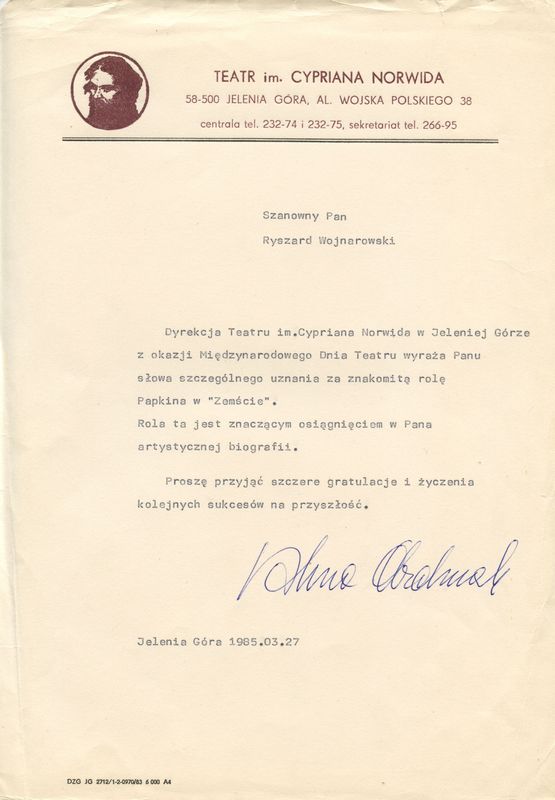 TEATR im. CYPRIANA NORWIDA
58-500 JELENIA GÓRA, AL. WOJSKA POLSKIEGO 38
centrala tel. 232-74 i 232-75, sekretariat tel. 266-95
Szanowny Pan
Ryszard Wojnarowski
Dyrekcja Teatru im.Cypriana Norwida w Jeleniej Górze
z okazji Międzynarodowego Dnia Teatru wyraża Panu
słowa szczególnego uznania za znakomitą rolę
Papkina w "Zemście".
Rola ta jest znaczącym osiągnięciem w Pana
artystycznej biografii.
Proszę przyjąć szczere gratulacje i życzenia
kolejnych sukcesów na przyszłość.
Jelenia Góra 1985.03.27
DZG JG 2712/1-2-0970/83 6 000 A4